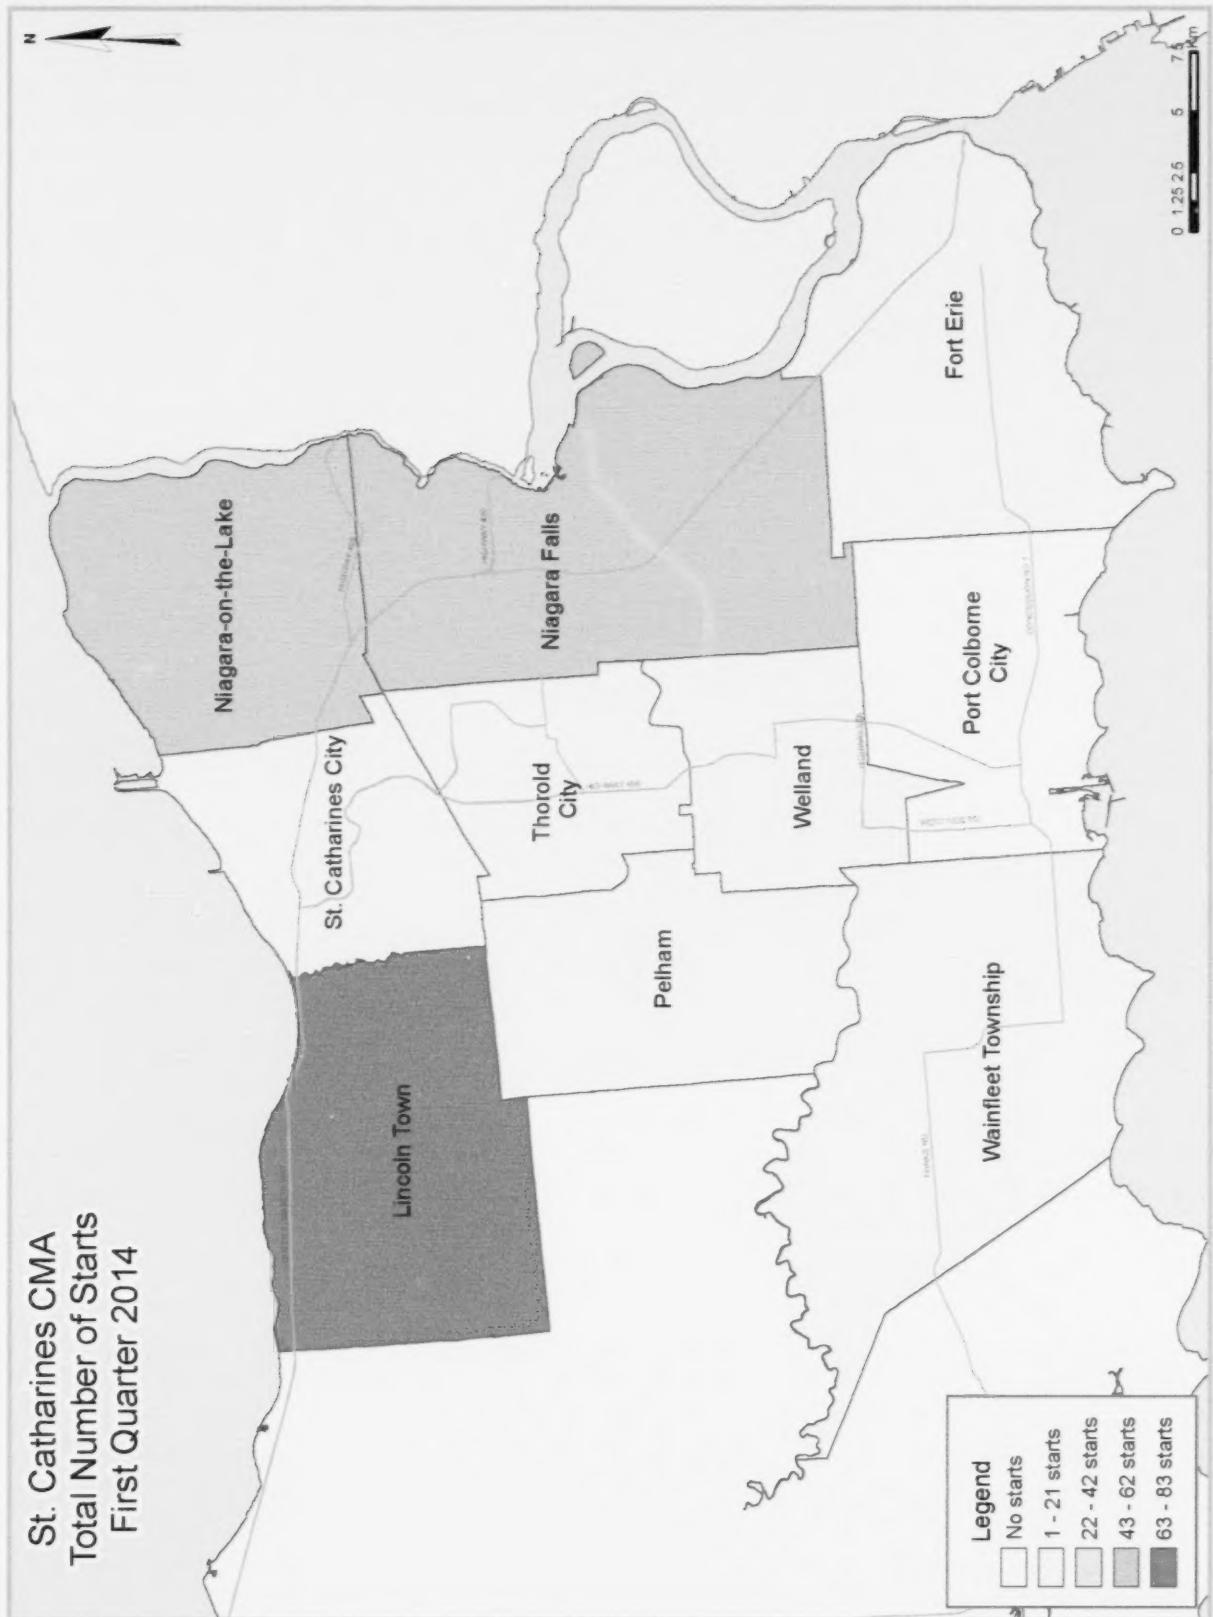 St. Catharines CMA
Total Number of Starts
First Quarter 2014
N
Niagara-on-the-Lake
St. Catharines City
Lincoln Town
Niagara Falls
Thorold
City
Pelham
Welland
Fort Erie
Port Colborne
City
Wainfleet Township
Legend
No starts
1 - 21 starts
22 - 42 starts
43 - 62 starts
63 - 83 starts
0 1.25 2.5 5 7.5
Km